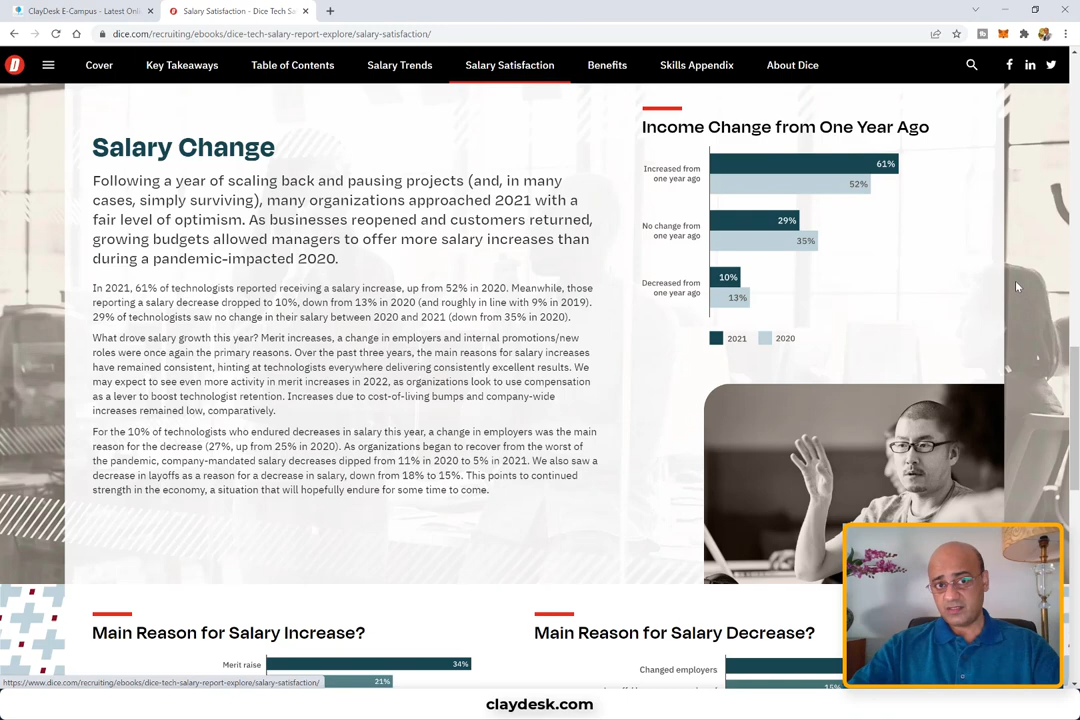 ClayDesk E-Campus - Latest Onli
Salary Satisfaction - Dice Tech Sa
dice.com/recruiting/ebooks/dice-tech-salary-report-explore/salary-satisfaction/
Cover
Key Takeaways
Table of Contents
Salary Trends
Salary Satisfaction
Benefits
Skills Appendix
About Dice
Salary Change
Following a year of scaling back and pausing projects (and, in many
cases, simply surviving), many organizations approached 2021 with a
fair level of optimism. As businesses reopened and customers returned,
growing budgets allowed managers to offer more salary increases than
during a pandemic-impacted 2020.
In 2021, 61% of technologists reported receiving a salary increase, up from 52% in 2020. Meanwhile, those
reporting a salary decrease dropped to 10%, down from 13% in 2020 (and roughly in line with 9% in 2019).
29% of technologists saw no change in their salary between 2020 and 2021 (down from 35% in 2020).
What drove salary growth this year? Merit increases, a change in employers and internal promotions/new
roles were once again the primary reasons. Over the past three years, the main reasons for salary increases
have remained consistent, hinting at technologists everywhere delivering consistently excellent results. We
may expect to see even more activity in merit increases in 2022, as organizations look to use compensation
as a lever to boost technologist retention. Increases due to cost-of-living bumps and company-wide
increases remained low, comparatively.
For the 10% of technologists who endured decreases in salary this year, a change in employers was the main
reason for the decrease (27%, up from 25% in 2020). As organizations began to recover from the worst of
the pandemic, company-mandated salary decreases dipped from 11% in 2020 to 5% in 2021. We also saw a
decrease in layoffs as a reason for a decrease in salary, down from 18% to 15%. This points to continued
strength in the economy, a situation that will hopefully endure for some time to come.
Income Change from One Year Ago
Increased from
one year ago
61%
52%
No change from
one year ago
29%
35%
Decreased from
one year ago
10%
13%
2021
2020
Main Reason for Salary Increase?
Merit raise
34%
21%
Main Reason for Salary Decrease?
Changed employers
15%
https://www.dice.com/recruiting/ebooks/dice-tech-salary-report-explore/salary-satisfaction/
claydesk.com